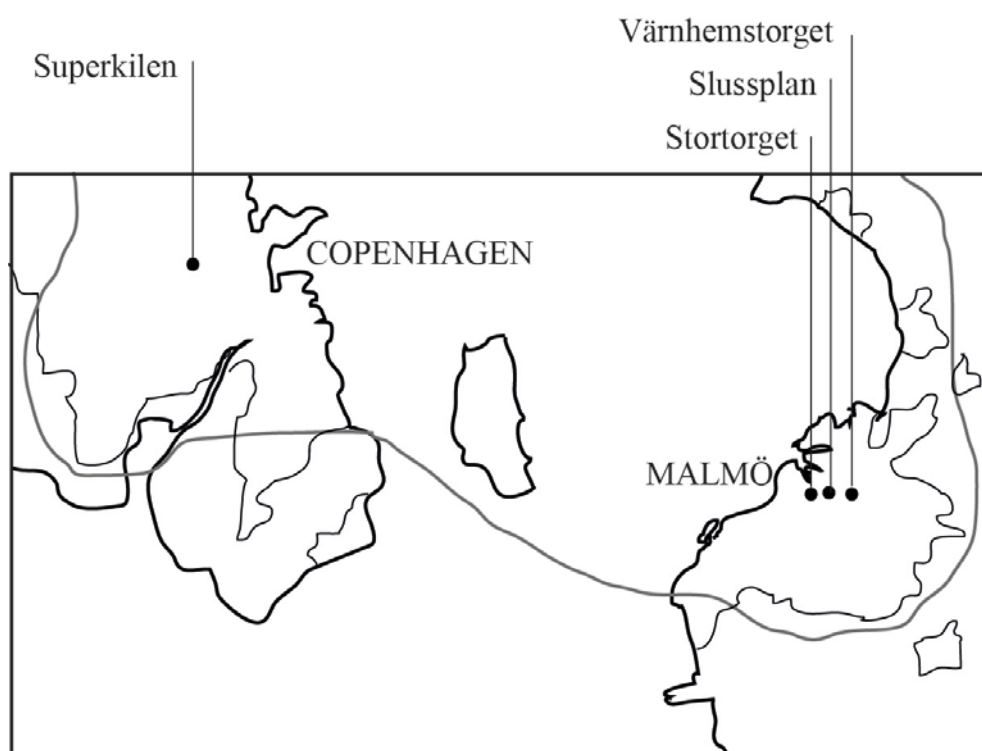 Värnhemstorget
Superkilen
Slussplan
Stortorget
COPENHAGEN
MALMÖ